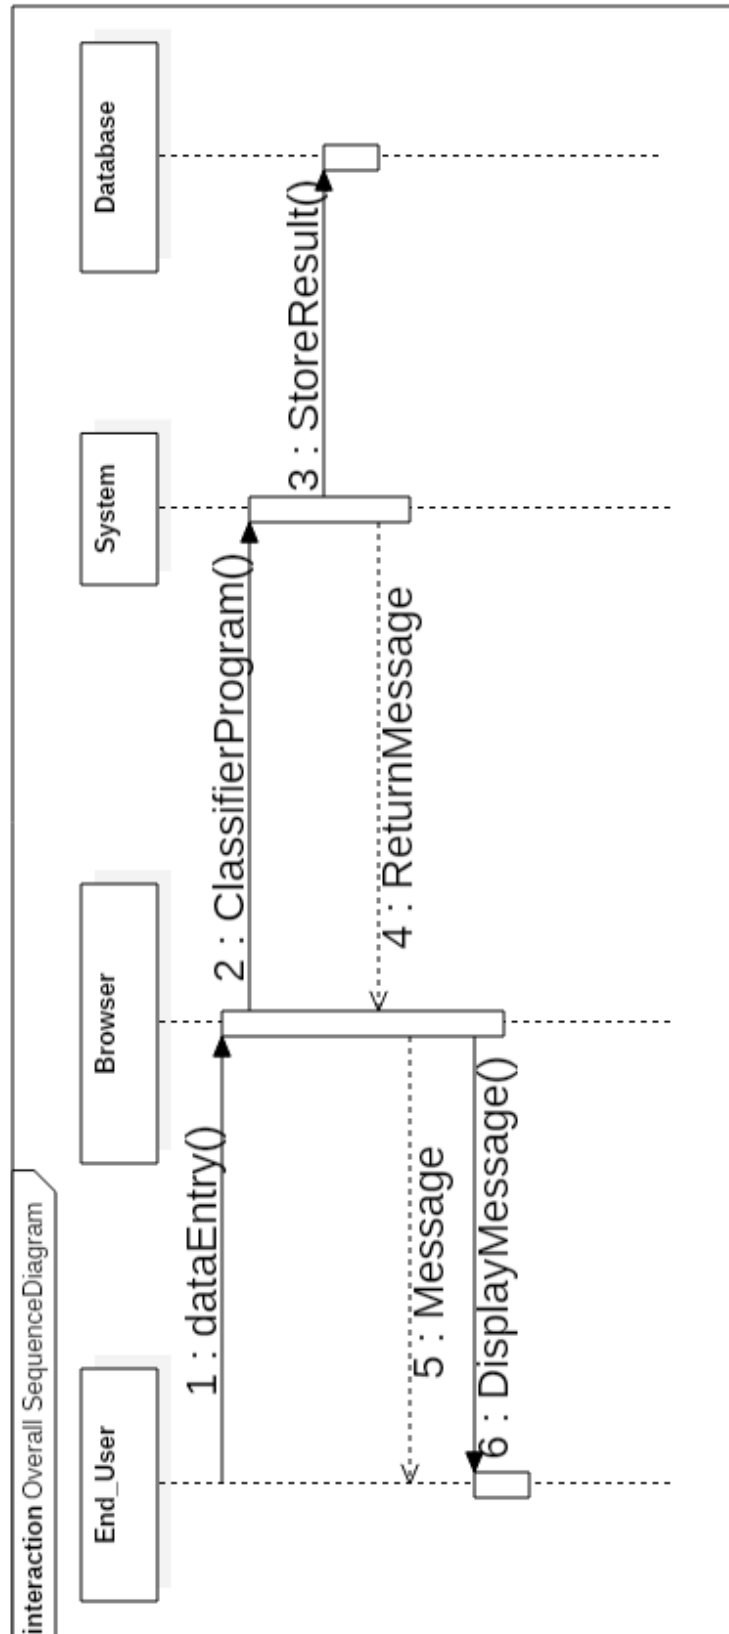 interaction Overall SequenceDiagram
End_User
Browser
System
Database
1 : dataEntry()
2 : ClassifierProgram()
3 : StoreResult()
4 : ReturnMessage
5 : Message
6 : DisplayMessage()